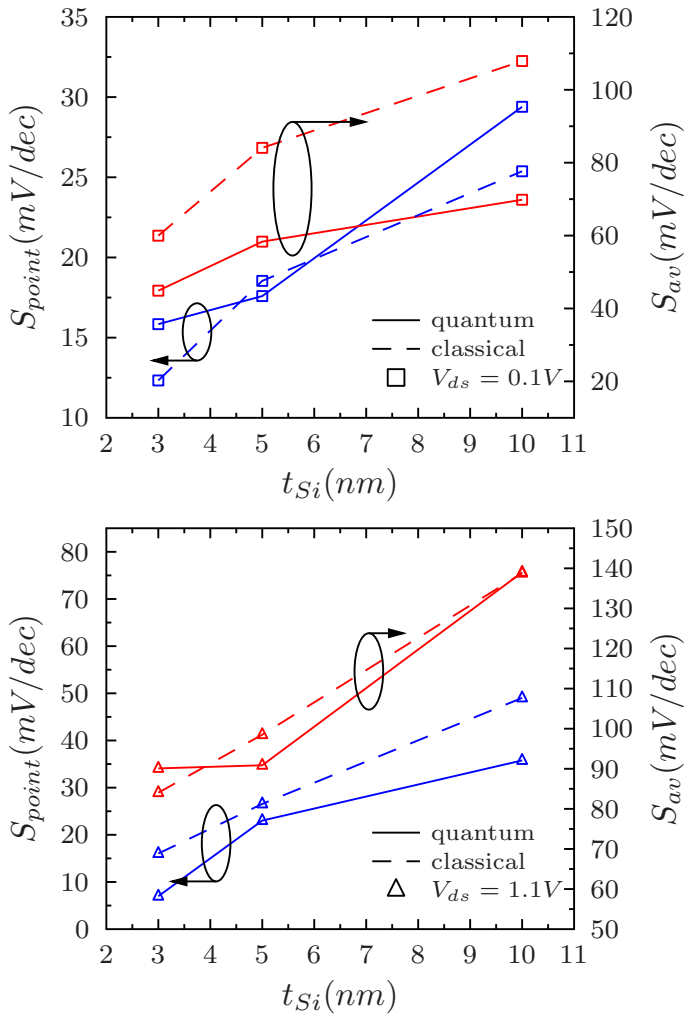 35
30
25
20
15
10
S_point(mV/dec)
120
100
80
60
40
20
S_av(mV/dec)
quantum
classical
V_ds = 0.1V
2 3 4 5 6 7 8 9 10 11
t_Si(nm)
80
70
60
50
40
30
20
10
0
S_point(mV/dec)
150
140
130
120
110
100
90
80
70
60
50
S_av(mV/dec)
quantum
classical
V_ds = 1.1V
2 3 4 5 6 7 8 9 10 11
t_Si(nm)